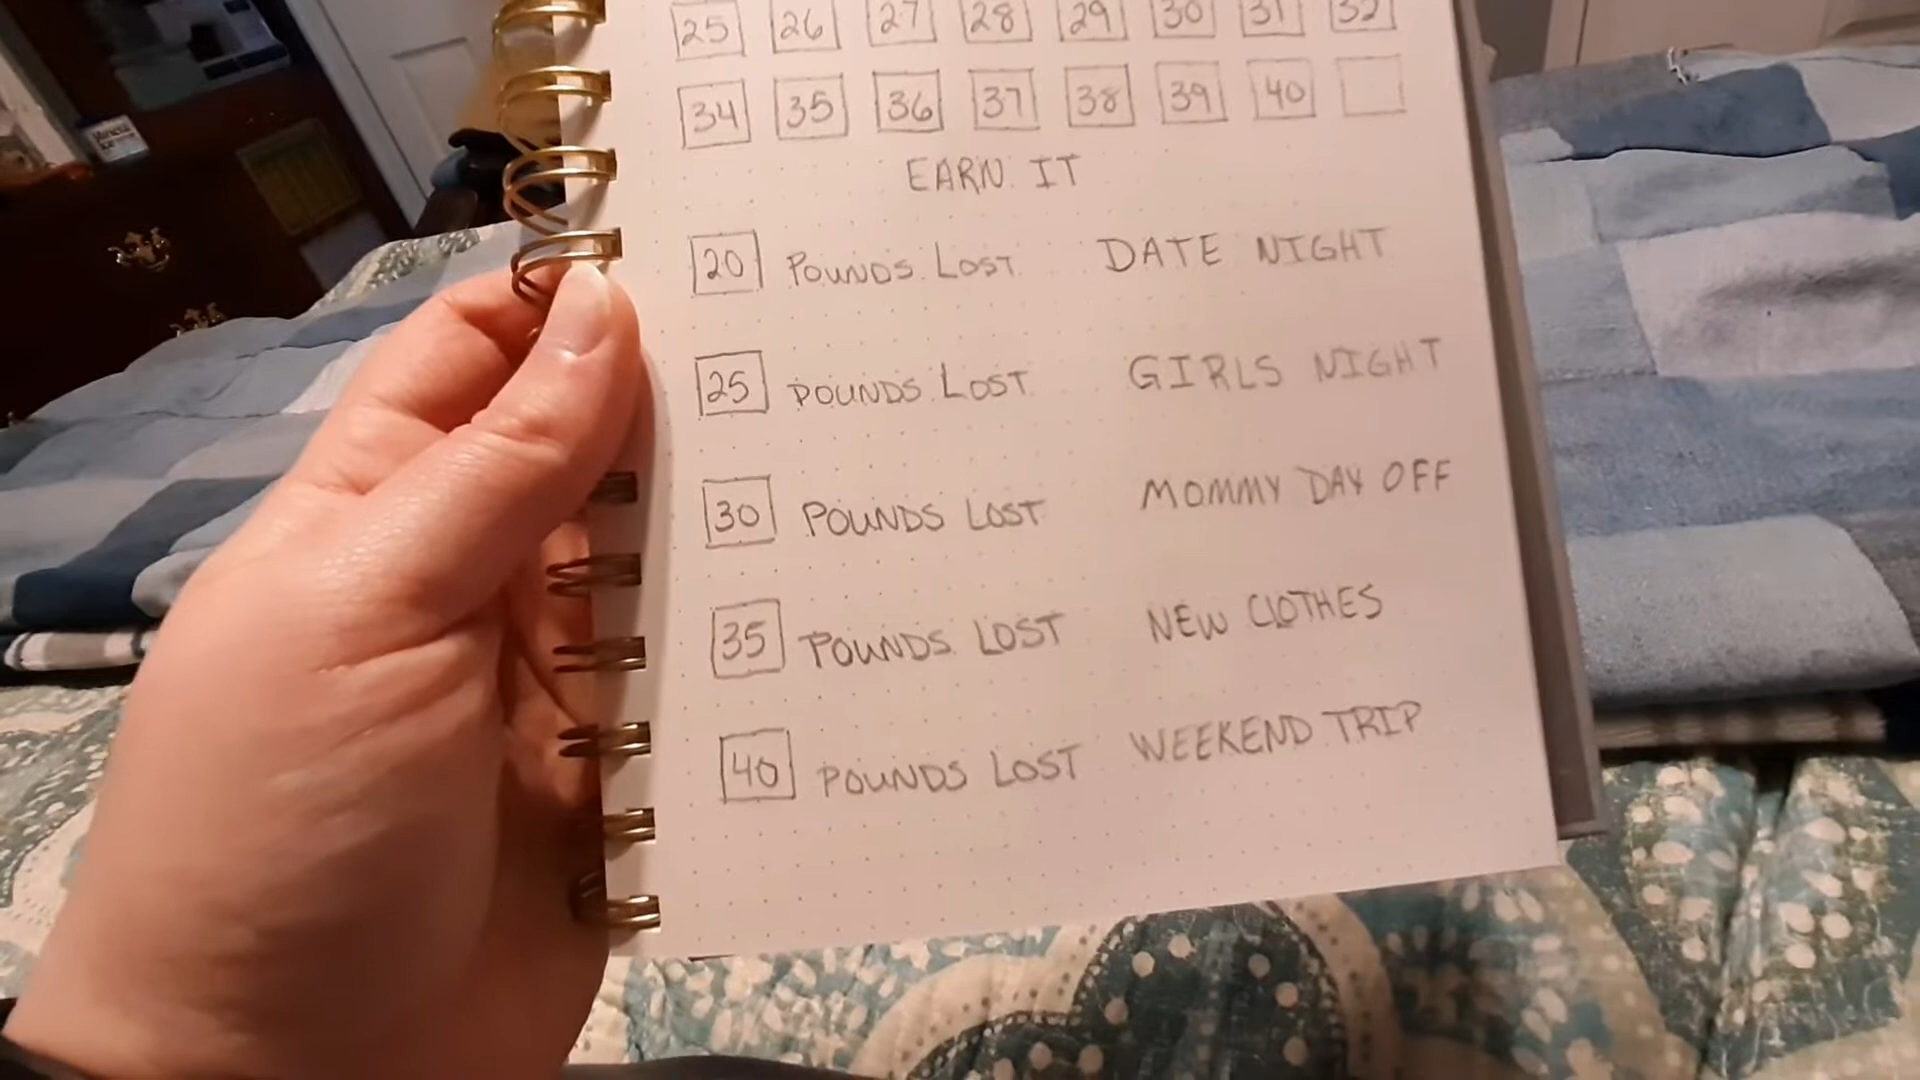 25 26 27 28 29 30 31 32
34 35 36 37 38 39 40
EARN IT
20 POUNDS LOST DATE NIGHT
25 POUNDS LOST GIRLS NIGHT
30 POUNDS LOST MOMMY DAY OFF
35 POUNDS LOST NEW CLOTHES
40 POUNDS LOST WEEKEND TRIP